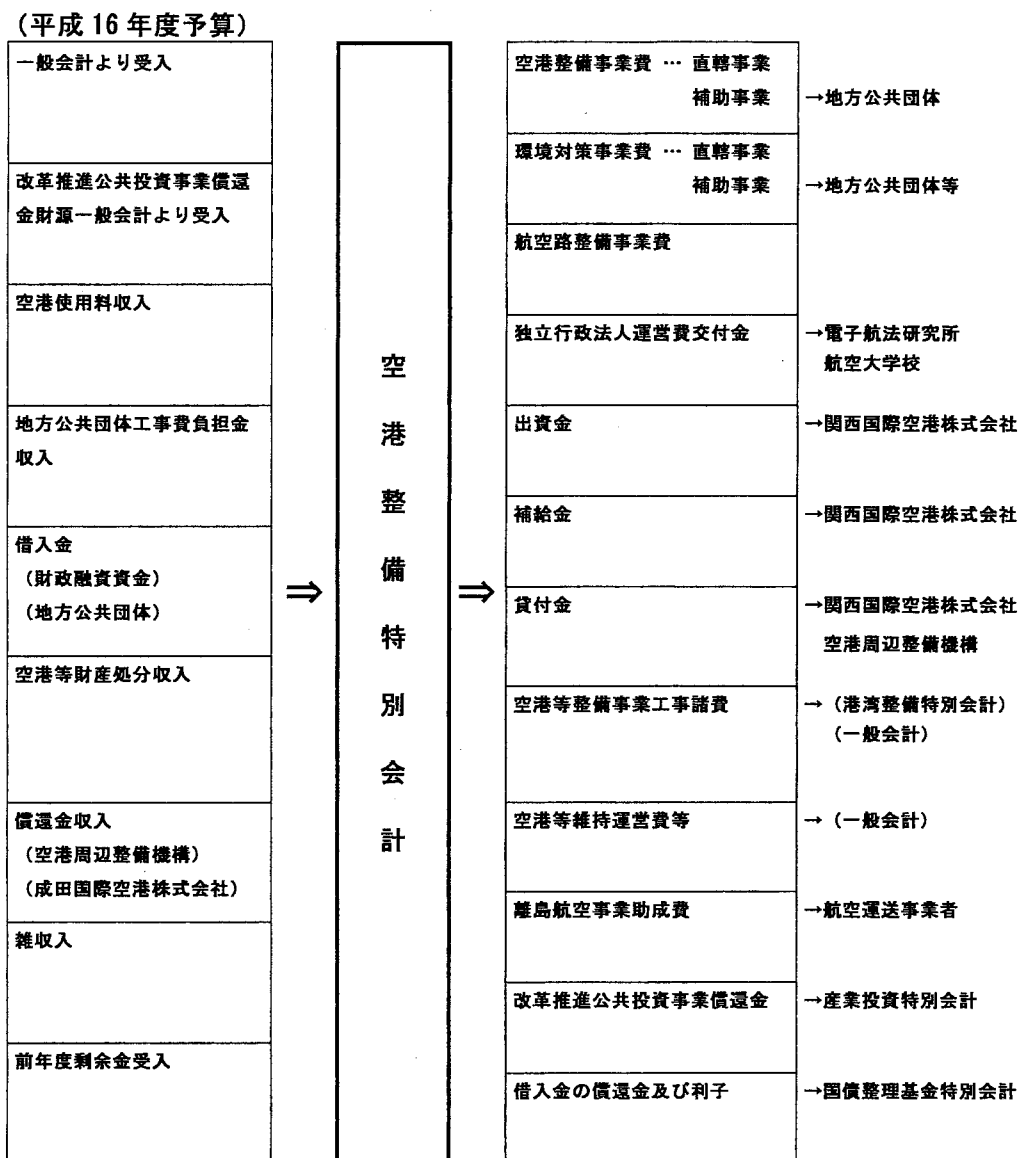 (平成16年度予算)
一般会計より受入
改革推進公共投資事業償還
金財源一般会計より受入
空港使用料収入
地方公共団体工事費負担金
収入
借入金
(財政融資資金)
(地方公共団体)
空港等財産処分収入
償還金収入
(空港周辺整備機構)
(成田国際空港株式会社)
雑収入
前年度剰余金受入
⇒
空港整備特別会計
⇒
空港整備事業費 … 直轄事業
補助事業 →地方公共団体
環境対策事業費 … 直轄事業
補助事業 →地方公共団体等
航空路整備事業費
独立行政法人運営費交付金 →電子航法研究所
航空大学校
出資金 →関西国際空港株式会社
補給金 →関西国際空港株式会社
貸付金 →関西国際空港株式会社
空港周辺整備機構
空港等整備事業工事諸費 →(港湾整備特別会計)
(一般会計)
空港等維持運営費等 →(一般会計)
離島航空事業助成費 →航空運送事業者
改革推進公共投資事業償還金 →産業投資特別会計
借入金の償還金及び利子 →国債整理基金特別会計